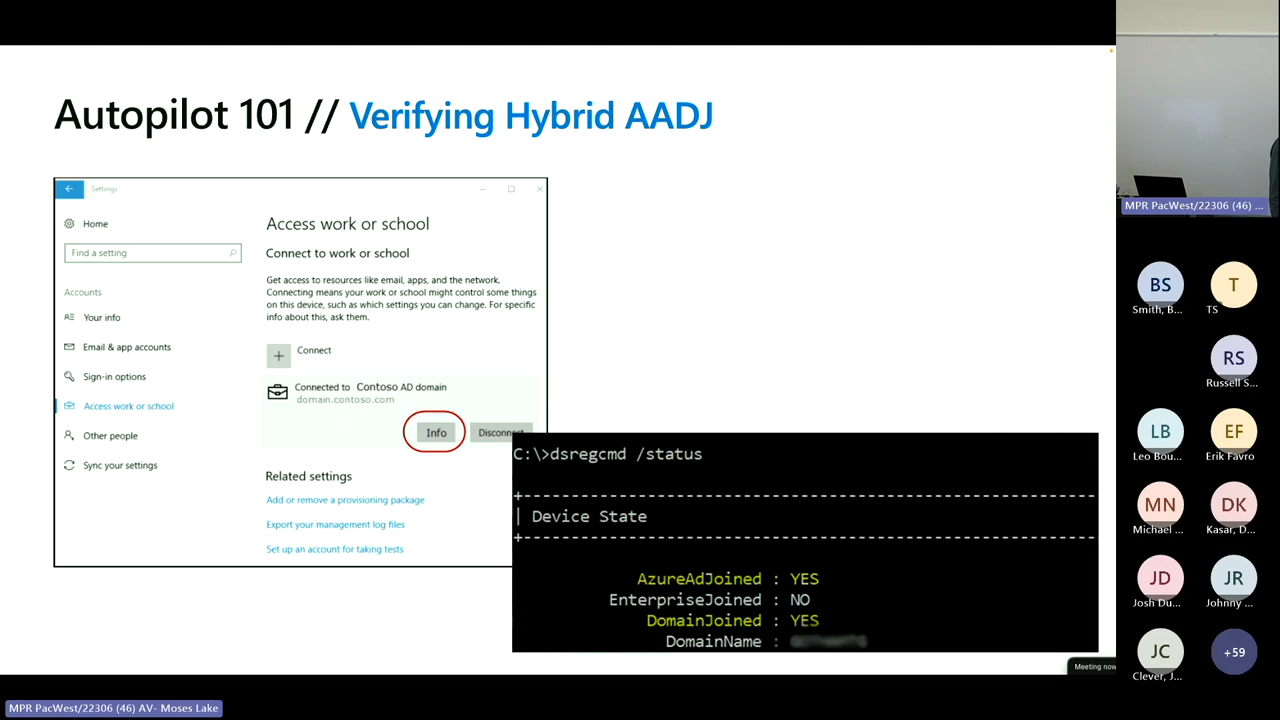 Autopilot 101 // Verifying Hybrid AADJ
Settings
Home
Find a setting
Accounts
Your info
Email & app accounts
Sign-in options
Access work or school
Other people
Sync your settings
Access work or school
Connect to work or school
Get access to resources like email, apps, and the network.
Connecting means your work or school might control some things
on this device, such as which settings you can change. For specific
info about this, ask them.
Connect
Connected to Contoso AD domain
domain.contoso.com
Info
Disconnect
Related settings
Add or remove a provisioning package
Export your management log files
Set up an account for taking tests
C:\>dsregcmd /status
+----------------------------------------------------------------------
| Device State
+----------------------------------------------------------------------
AzureAdJoined : YES
EnterpriseJoined : NO
DomainJoined : YES
DomainName :
Meeting now
MPR PacWest/22306 (46) ...
BS
Smith, B...
T
TS
RS
Russell S...
LB
Leo Bou...
EF
Erik Favro
MN
Michael ...
DK
Kasar, D...
JD
Josh Du...
JR
Johnny ...
JC
Clever, J...
+59
MPR PacWest/22306 (46) AV- Moses Lake